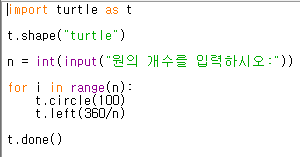 import turtle as t
t.shape("turtle")
n = int(input("원의 개수를 입력하시오:"))
for i in range(n):
    t.circle(100)
    t.left(360/n)
t.done()